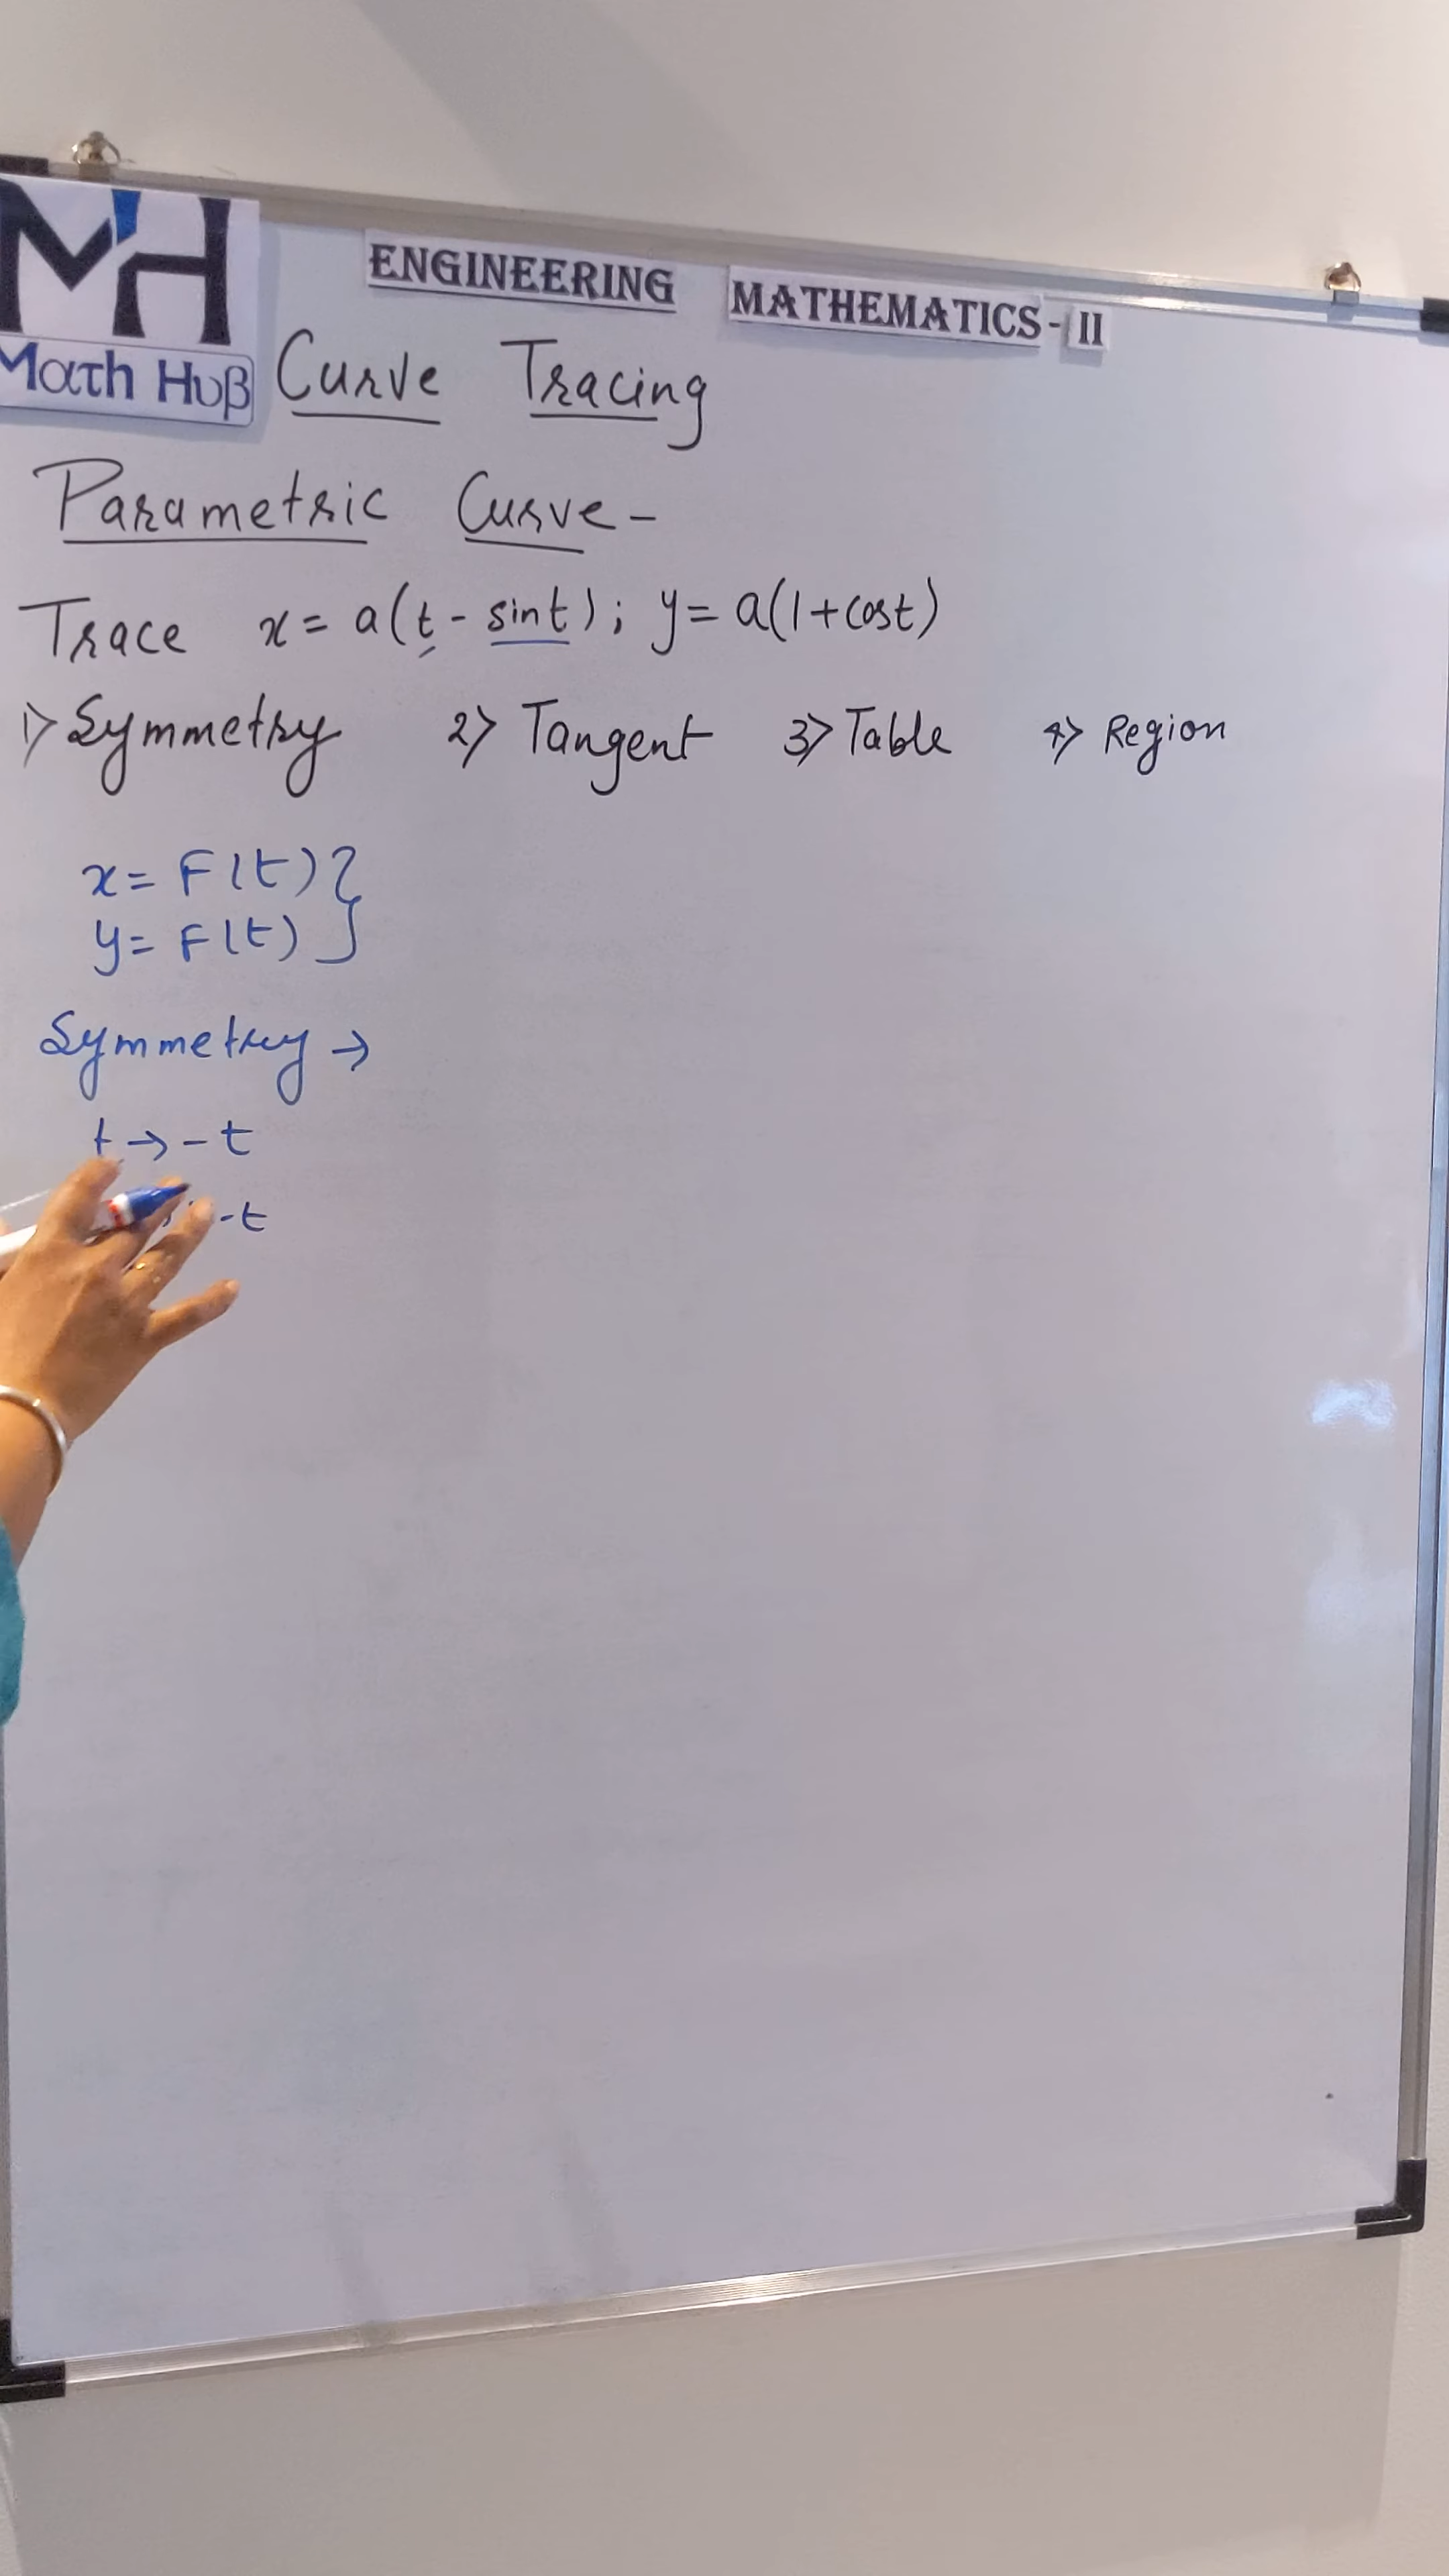 MH
Math Huβ
ENGINEERING MATHEMATICS - II
Curve Tracing
Parametric Curve -
Trace x = a(t - sint) ; y = a(1+cost)
1> Symmetry 2> Tangent 3> Table 4> Region
x = F(t) }
y = F(t) }
Symmetry →
t → - t
-t